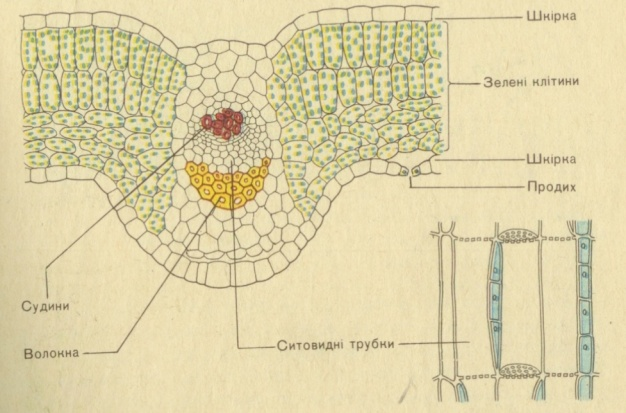 Шкірка
Зелені клітини
Шкірка
Продих
Судини
Волокна
Ситовидні трубки